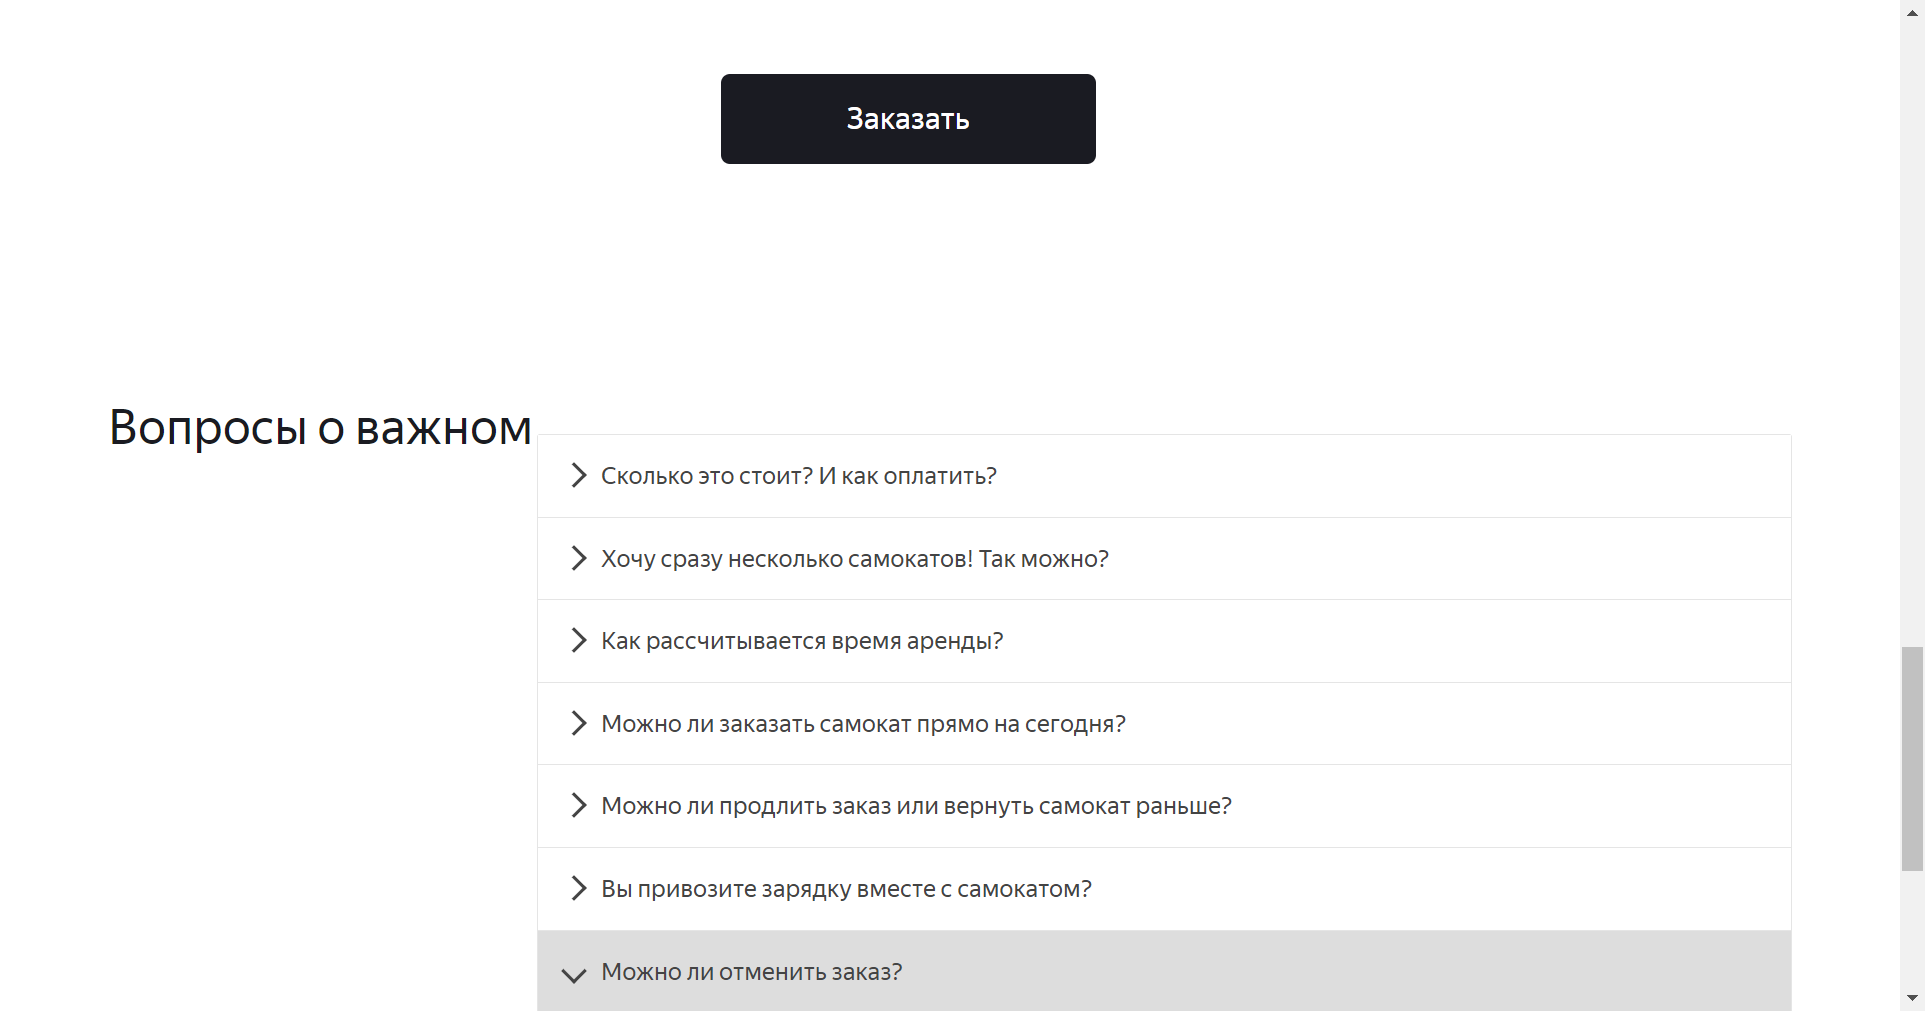 Заказать
Вопросы о важном
Сколько это стоит? И как оплатить?
Хочу сразу несколько самокатов! Так можно?
Как рассчитывается время аренды?
Можно ли заказать самокат прямо на сегодня?
Можно ли продлить заказ или вернуть самокат раньше?
Вы привозите зарядку вместе с самокатом?
Можно ли отменить заказ?